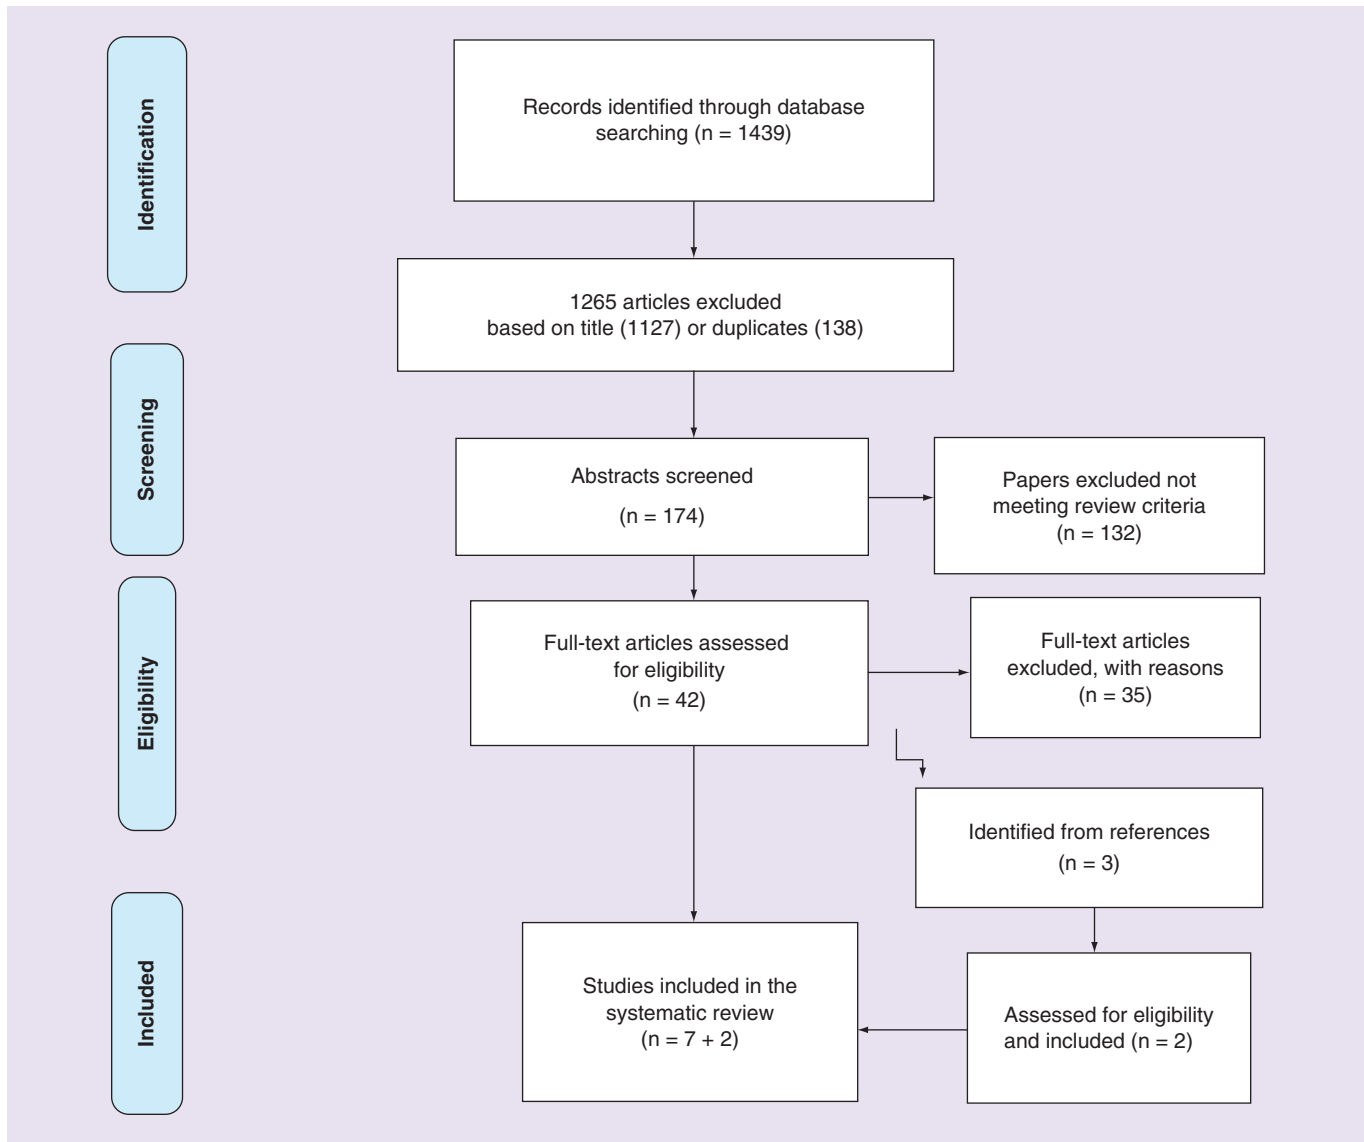 Identification
Records identified through database
searching (n = 1439)
1265 articles excluded
based on title (1127) or duplicates (138)
Screening
Abstracts screened
(n = 174)
Papers excluded not
meeting review criteria
(n = 132)
Eligibility
Full-text articles assessed
for eligibility
(n = 42)
Full-text articles
excluded, with reasons
(n = 35)
Identified from references
(n = 3)
Included
Studies included in the
systematic review
(n = 7 + 2)
Assessed for eligibility
and included (n = 2)